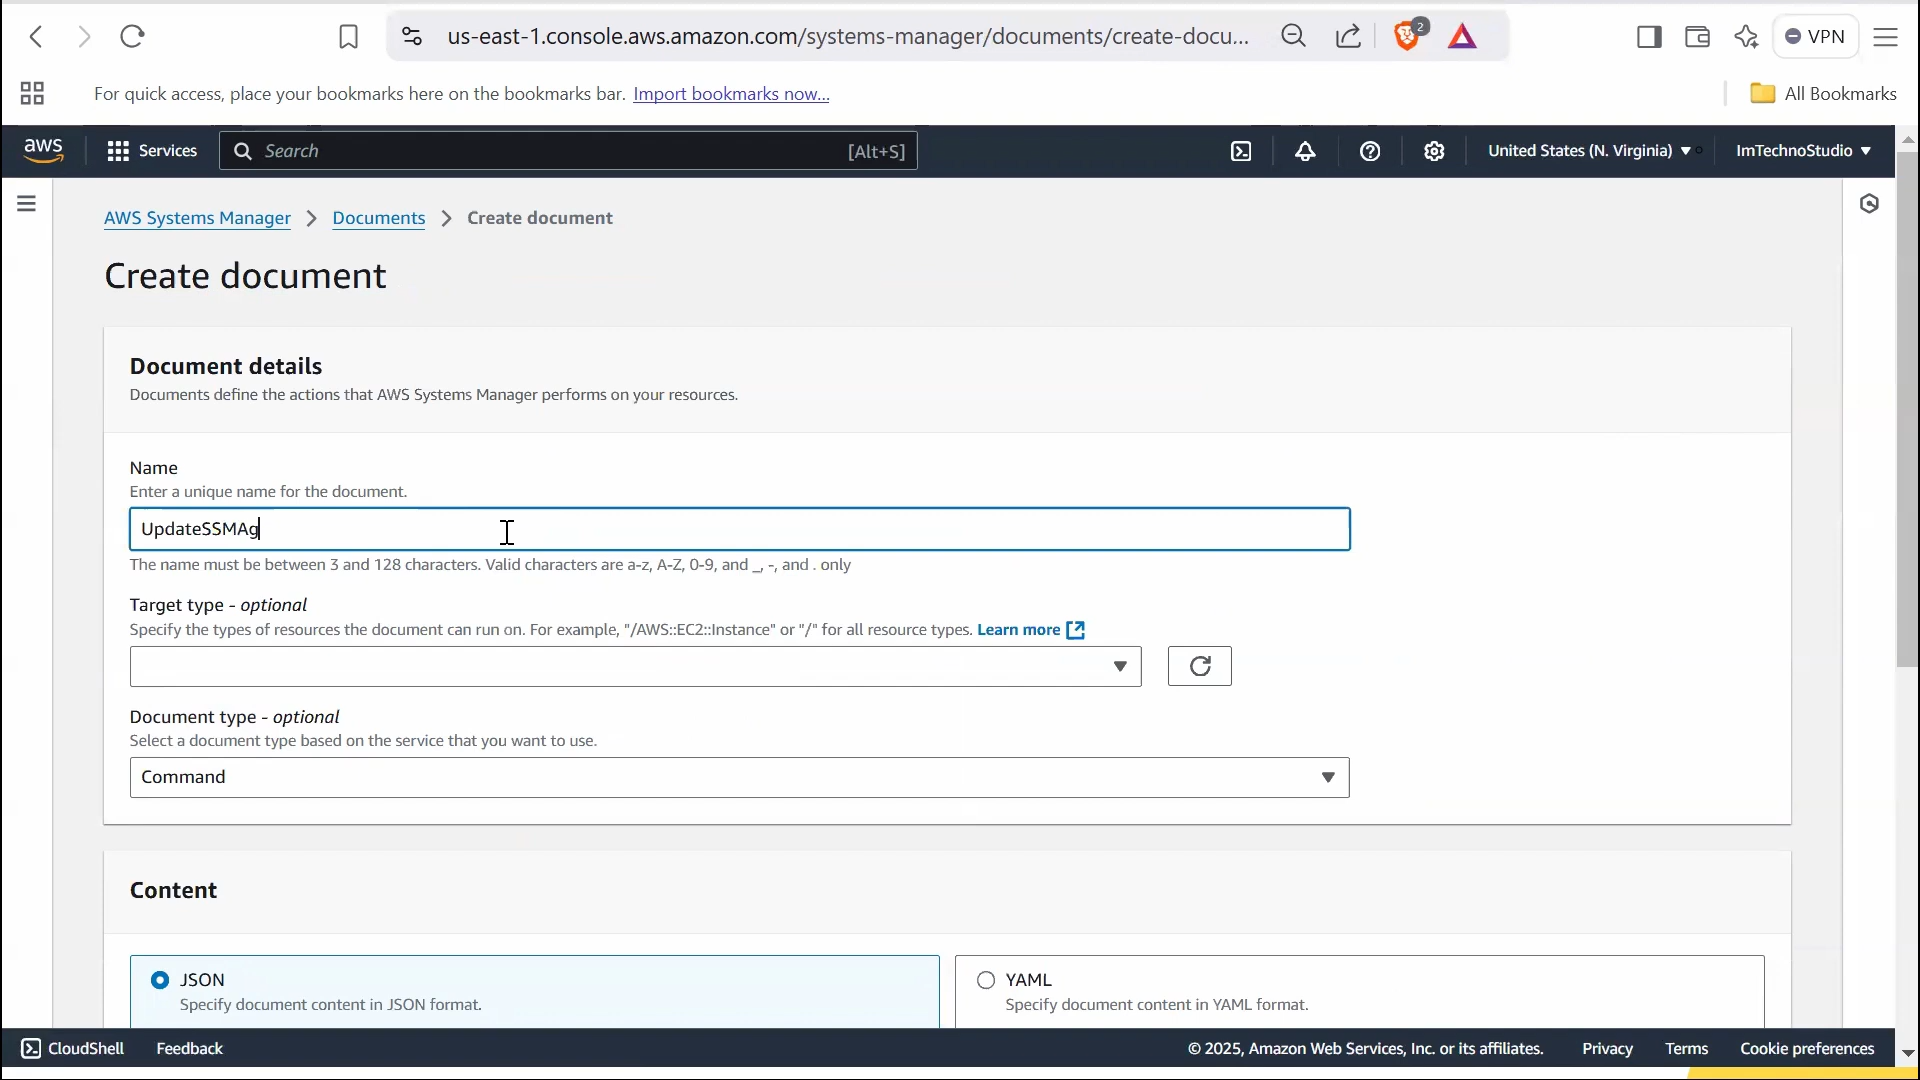 us-east-1.console.aws.amazon.com/systems-manager/documents/create-docu...
2
VPN
For quick access, place your bookmarks here on the bookmarks bar. Import bookmarks now...
All Bookmarks
aws
Services
Search
[Alt+S]
United States (N. Virginia)
ImTechnoStudio
AWS Systems Manager
Documents
Create document
Create document
Document details
Documents define the actions that AWS Systems Manager performs on your resources.
Name
Enter a unique name for the document.
UpdateSSMAg
The name must be between 3 and 128 characters. Valid characters are a-z, A-Z, 0-9, and _, -, and . only
Target type - optional
Specify the types of resources the document can run on. For example, "/AWS::EC2::Instance" or "/" for all resource types. Learn more
Document type - optional
Select a document type based on the service that you want to use.
Command
Content
JSON
Specify document content in JSON format.
YAML
Specify document content in YAML format.
CloudShell
Feedback
© 2025, Amazon Web Services, Inc. or its affiliates.
Privacy
Terms
Cookie preferences